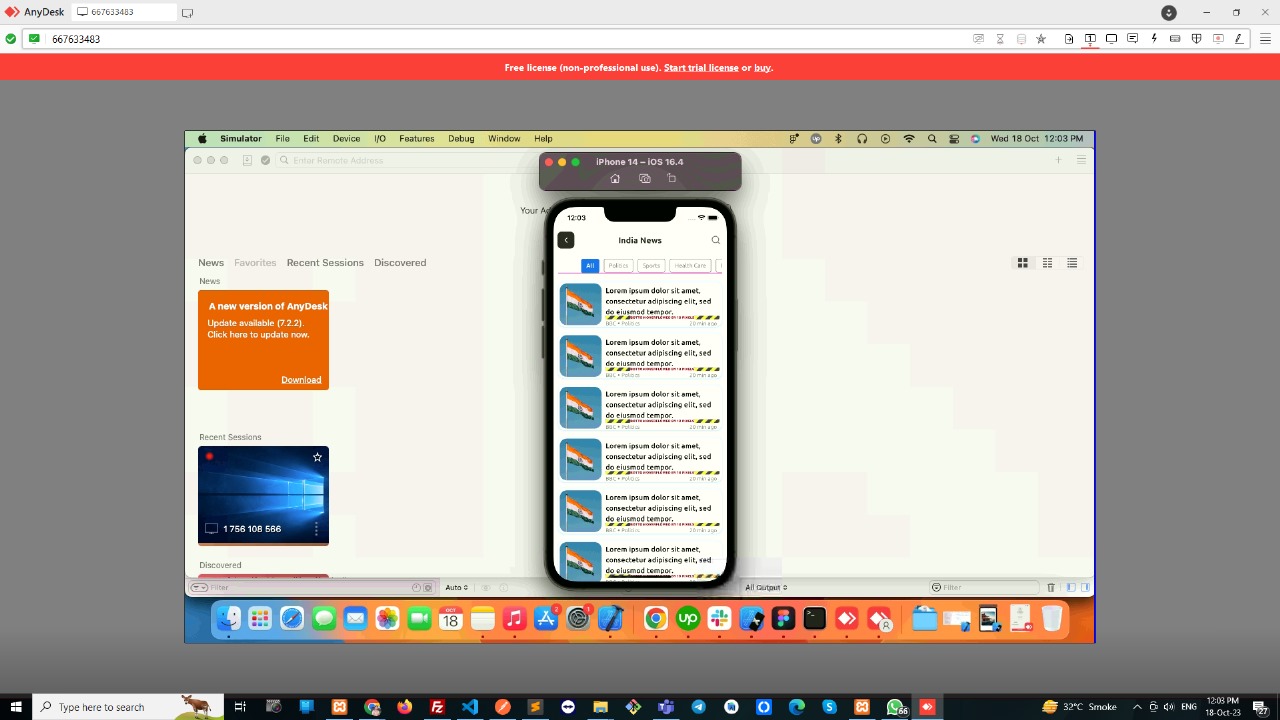 AnyDesk
667633483
667633483
Free license (non-professional use). Start trial license or buy.
Simulator File Edit Device I/O Features Debug Window Help Wed 18 Oct 12:03 PM
Enter Remote Address
iPhone 14 – iOS 16.4
Your Ad
12:03
India News
All Politics Sports Health Care
News Favorites Recent Sessions Discovered
News
A new version of AnyDesk
Update available (7.2.2).
Click here to update now.
Download
Recent Sessions
1 756 108 566
Discovered
Lorem ipsum dolor sit amet,
consectetur adipiscing elit, sed
do eiusmod tempor.
BBC • Politics 20 min ago
Lorem ipsum dolor sit amet,
consectetur adipiscing elit, sed
do eiusmod tempor.
BBC • Politics 20 min ago
Lorem ipsum dolor sit amet,
consectetur adipiscing elit, sed
do eiusmod tempor.
BBC • Politics 20 min ago
Lorem ipsum dolor sit amet,
consectetur adipiscing elit, sed
do eiusmod tempor.
BBC • Politics 20 min ago
Lorem ipsum dolor sit amet,
consectetur adipiscing elit, sed
do eiusmod tempor.
BBC • Politics 20 min ago
Lorem ipsum dolor sit amet,
consectetur adipiscing elit, sed
do eiusmod tempor.
Filter Auto All Output Filter
OCT
18
Type here to search
66
32°C Smoke
ENG
12:03 PM
18-Oct-23